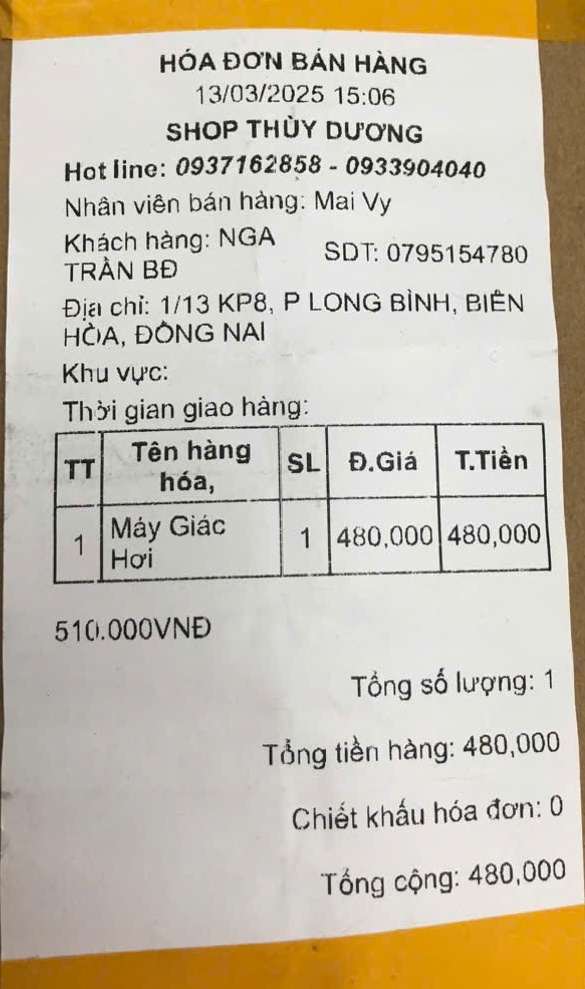 HÓA ĐƠN BÁN HÀNG
13/03/2025 15:06
SHOP THÙY DƯƠNG
Hot line: 0937162858 - 0933904040
Nhân viên bán hàng: Mai Vy
Khách hàng: NGA TRẦN BĐ
SDT: 0795154780
Địa chỉ: 1/13 KP8, P LONG BÌNH, BIÊN
HÒA, ĐỒNG NAI
Khu vực:
Thời gian giao hàng:
TT Tên hàng hóa, SL Đ.Giá T.Tiền
1 Máy Giác Hơi 1 480,000 480,000
510.000VNĐ
Tổng số lượng: 1
Tổng tiền hàng: 480,000
Chiết khấu hóa đơn: 0
Tổng cộng: 480,000